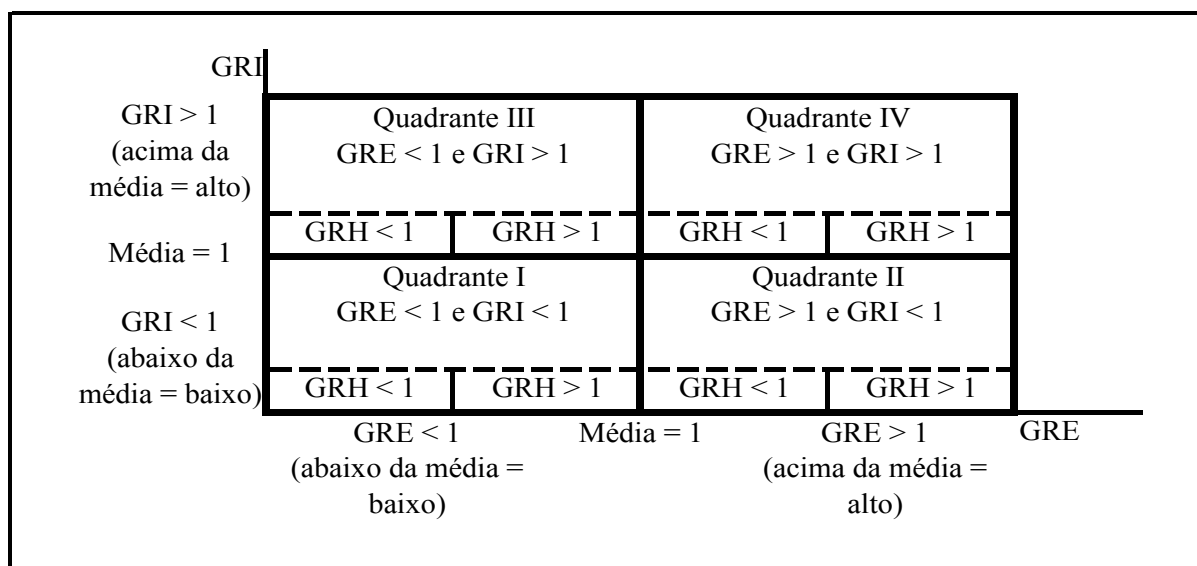 GRI
GRI > 1
(acima da
média = alto)
Quadrante III
GRE < 1 e GRI > 1
Quadrante IV
GRE > 1 e GRI > 1
GRH < 1
GRH > 1
GRH < 1
GRH > 1
Média = 1
GRI < 1
(abaixo da
média = baixo)
Quadrante I
GRE < 1 e GRI < 1
Quadrante II
GRE > 1 e GRI < 1
GRH < 1
GRH > 1
GRH < 1
GRH > 1
GRE < 1
(abaixo da média =
baixo)
Média = 1
GRE > 1
(acima da média =
alto)
GRE